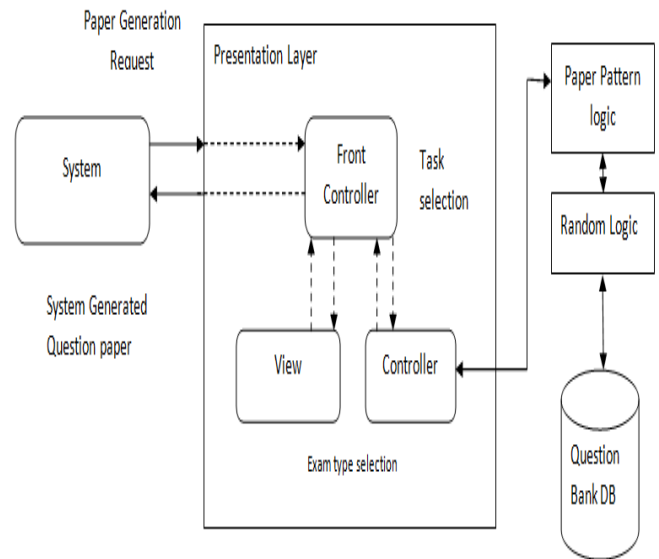 Paper Generation
Request
Presentation Layer
Paper Pattern
logic
System
Front
Controller
Task
selection
Random Logic
System Generated
Question paper
View
Controller
Exam type selection
Question
Bank DB